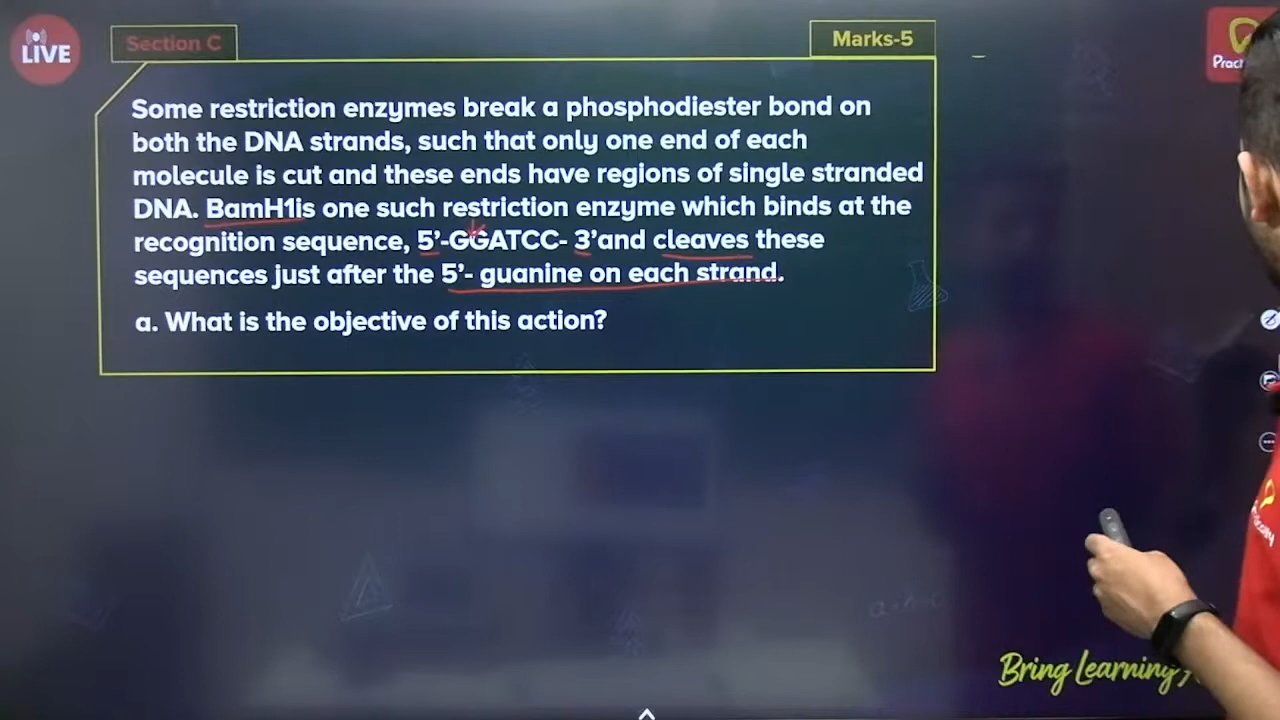 LIVE
Section C
Marks-5
Some restriction enzymes break a phosphodiester bond on
both the DNA strands, such that only one end of each
molecule is cut and these ends have regions of single stranded
DNA. BamH1is one such restriction enzyme which binds at the
recognition sequence, 5’-GGATCC- 3’and cleaves these
sequences just after the 5’- guanine on each strand.
a. What is the objective of this action?
Bring Learning